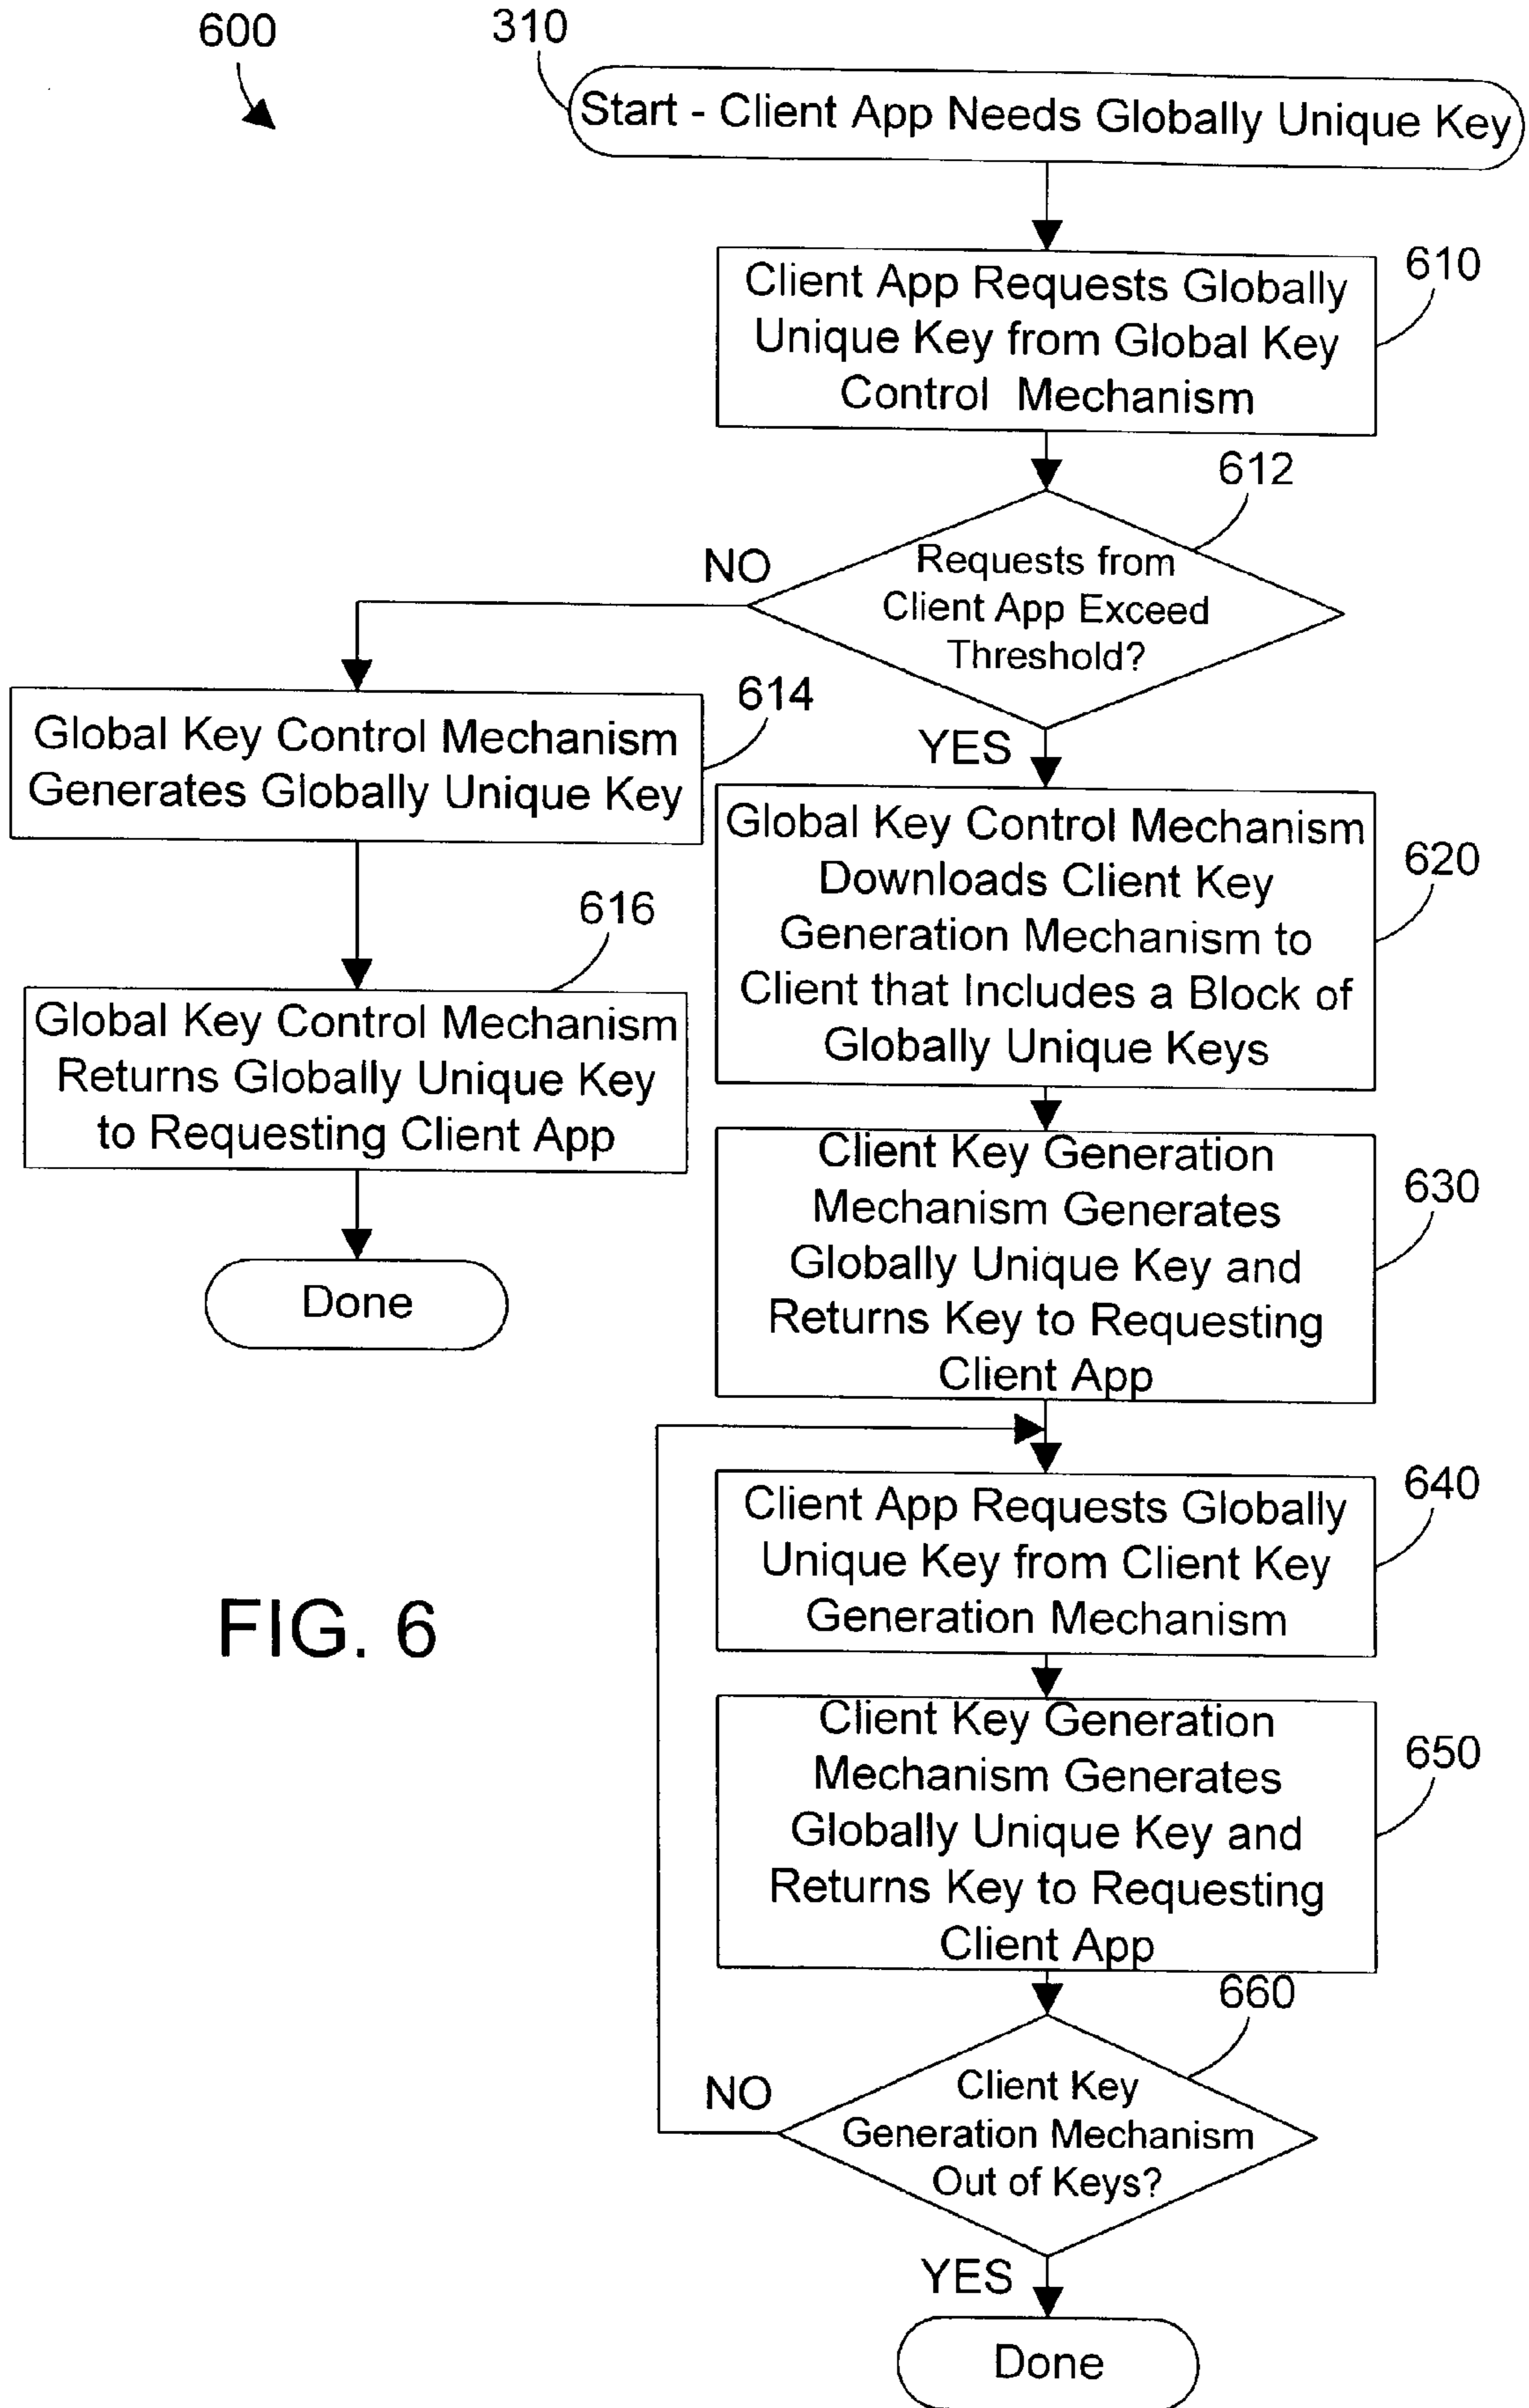 600
310
Start - Client App Needs Globally Unique Key
610
Client App Requests Globally
Unique Key from Global Key
Control Mechanism
612
Requests from
Client App Exceed
Threshold?
NO
YES
614
Global Key Control Mechanism
Generates Globally Unique Key
616
Global Key Control Mechanism
Returns Globally Unique Key
to Requesting Client App
Done
620
Global Key Control Mechanism
Downloads Client Key
Generation Mechanism to
Client that Includes a Block of
Globally Unique Keys
630
Client Key Generation
Mechanism Generates
Globally Unique Key and
Returns Key to Requesting
Client App
640
Client App Requests Globally
Unique Key from Client Key
Generation Mechanism
650
Client Key Generation
Mechanism Generates
Globally Unique Key and
Returns Key to Requesting
Client App
660
Client Key
Generation Mechanism
Out of Keys?
NO
YES
Done
FIG. 6